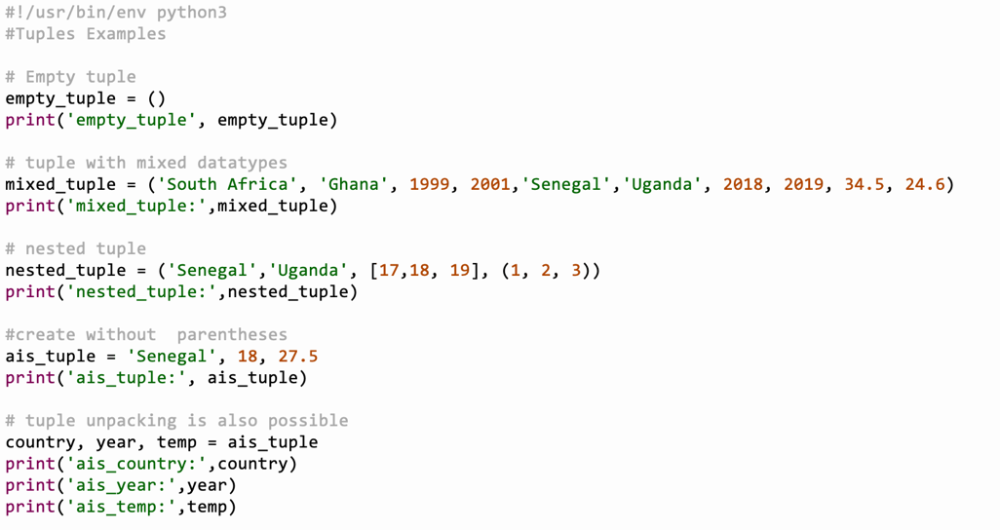 #!/usr/bin/env python3
#Tuples Examples
# Empty tuple
empty_tuple = ()
print('empty_tuple', empty_tuple)
# tuple with mixed datatypes
mixed_tuple = ('South Africa', 'Ghana', 1999, 2001,'Senegal','Uganda', 2018, 2019, 34.5, 24.6)
print('mixed_tuple:',mixed_tuple)
# nested tuple
nested_tuple = ('Senegal','Uganda', [17,18, 19], (1, 2, 3))
print('nested_tuple:',nested_tuple)
#create without  parentheses
ais_tuple = 'Senegal', 18, 27.5
print('ais_tuple:', ais_tuple)
# tuple unpacking is also possible
country, year, temp = ais_tuple
print('ais_country:',country)
print('ais_year:',year)
print('ais_temp:',temp)